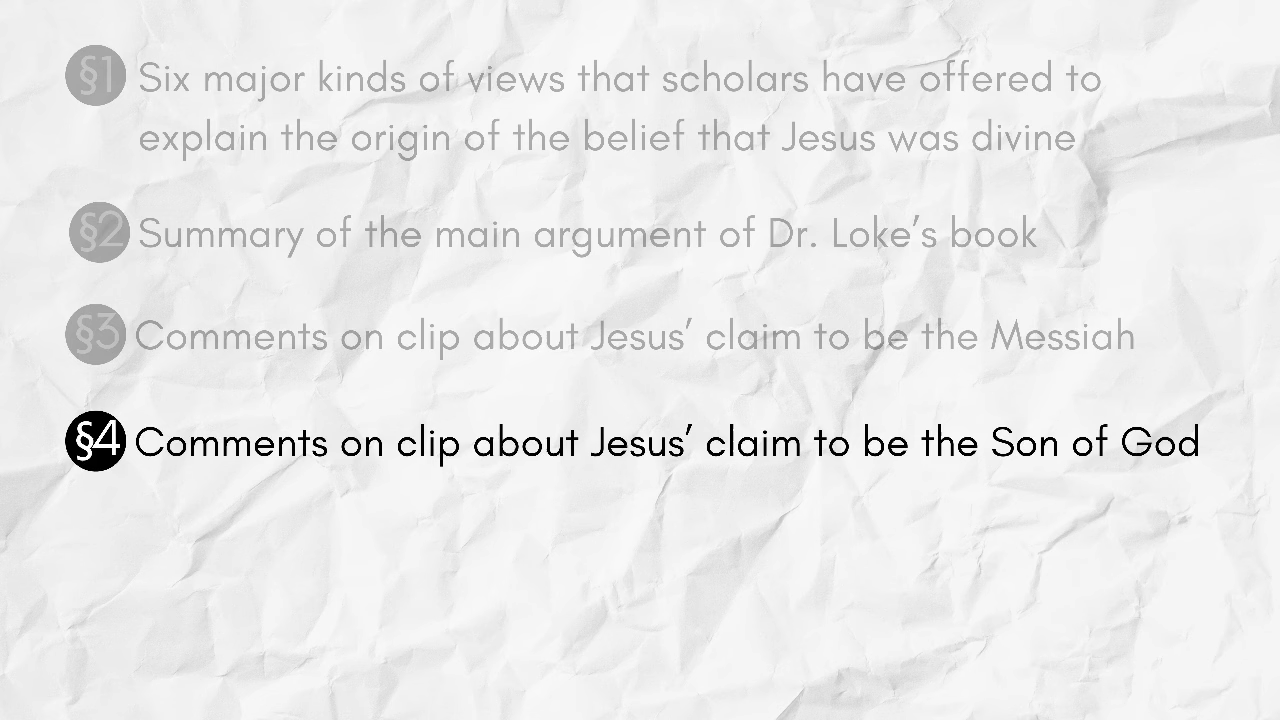 §1 Six major kinds of views that scholars have offered to
explain the origin of the belief that Jesus was divine
§2 Summary of the main argument of Dr. Loke’s book
§3 Comments on clip about Jesus’ claim to be the Messiah
§4 Comments on clip about Jesus’ claim to be the Son of God